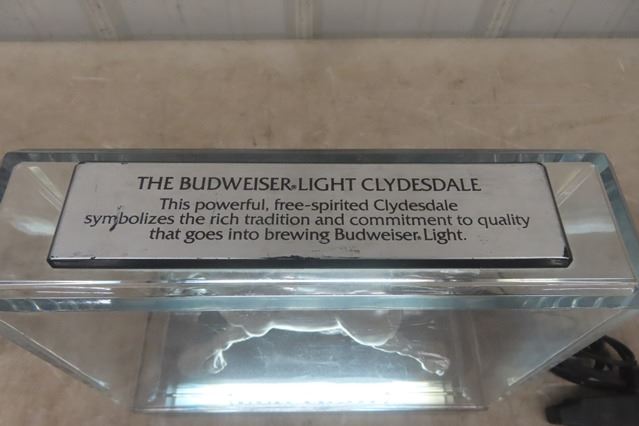 THE BUDWEISER® LIGHT CLYDESDALE
This powerful, free-spirited Clydesdale
symbolizes the rich tradition and commitment to quality
that goes into brewing Budweiser® Light.